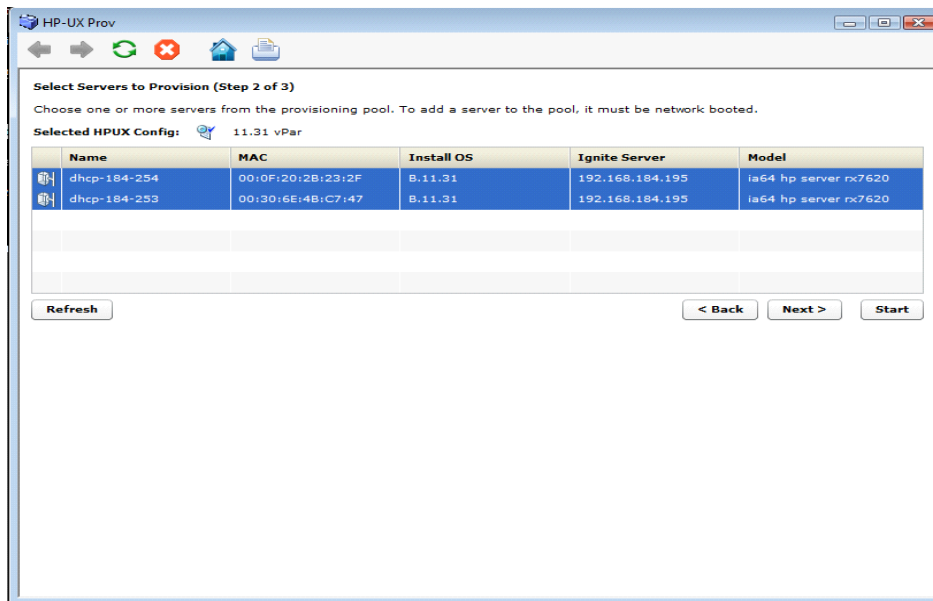 HP-UX Prov
Select Servers to Provision (Step 2 of 3)
Choose one or more servers from the provisioning pool. To add a server to the pool, it must be network booted.
Selected HPUX Config: 11.31 vPar
Name MAC Install OS Ignite Server Model
dhcp-184-254 00:0F:20:2B:23:2F B.11.31 192.168.184.195 ia64 hp server rx7620
dhcp-184-253 00:30:6E:4B:C7:47 B.11.31 192.168.184.195 ia64 hp server rx7620
Refresh < Back Next > Start